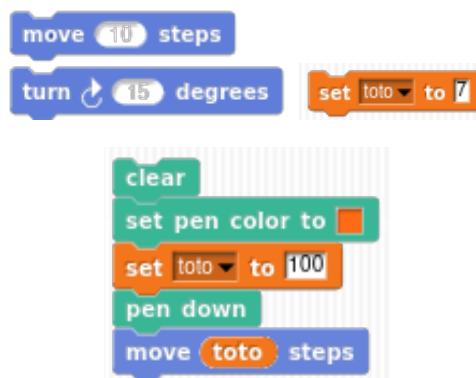 move 10 steps
turn 15 degrees
set toto to 7
clear
set pen color to
set toto to 100
pen down
move toto steps